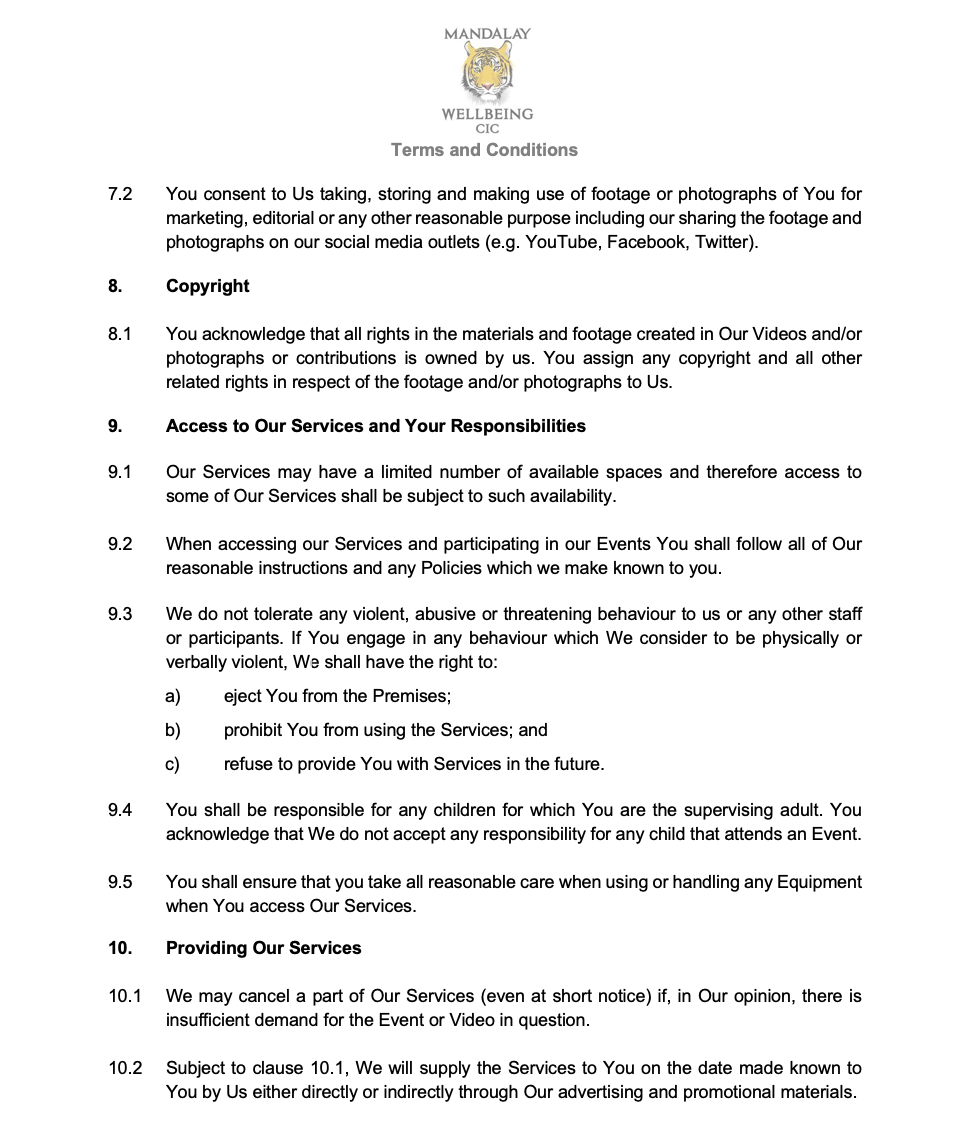 MANDALAY
WELLBEING
CIC
Terms and Conditions
7.2 You consent to Us taking, storing and making use of footage or photographs of You for
marketing, editorial or any other reasonable purpose including our sharing the footage and
photographs on our social media outlets (e.g. YouTube, Facebook, Twitter).
8. Copyright
8.1 You acknowledge that all rights in the materials and footage created in Our Videos and/or
photographs or contributions is owned by us. You assign any copyright and all other
related rights in respect of the footage and/or photographs to Us.
9. Access to Our Services and Your Responsibilities
9.1 Our Services may have a limited number of available spaces and therefore access to
some of Our Services shall be subject to such availability.
9.2 When accessing our Services and participating in our Events You shall follow all of Our
reasonable instructions and any Policies which we make known to you.
9.3 We do not tolerate any violent, abusive or threatening behaviour to us or any other staff
or participants. If You engage in any behaviour which We consider to be physically or
verbally violent, We shall have the right to:
a) eject You from the Premises;
b) prohibit You from using the Services; and
c) refuse to provide You with Services in the future.
9.4 You shall be responsible for any children for which You are the supervising adult. You
acknowledge that We do not accept any responsibility for any child that attends an Event.
9.5 You shall ensure that you take all reasonable care when using or handling any Equipment
when You access Our Services.
10. Providing Our Services
10.1 We may cancel a part of Our Services (even at short notice) if, in Our opinion, there is
insufficient demand for the Event or Video in question.
10.2 Subject to clause 10.1, We will supply the Services to You on the date made known to
You by Us either directly or indirectly through Our advertising and promotional materials.